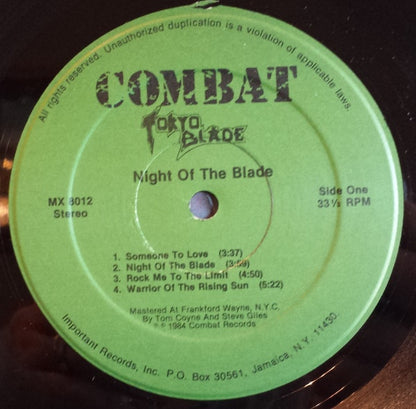 All rights reserved. Unauthorized duplication is a violation of applicable laws.
COMBAT
TOKYO
BLADE
Night Of The Blade
MX 8012
Stereo
Side One
33⅓ RPM
1. Someone To Love (3:37)
2. Night Of The Blade (3:59)
3. Rock Me To The Limit (4:50)
4. Warrior Of The Rising Sun (5:22)
Mastered At Frankford Wayne, N.Y.C.
By Tom Coyne And Steve Giles
℗ © 1984 Combat Records
Important Records, Inc. P.O. Box 30561, Jamaica, N.Y. 11430.